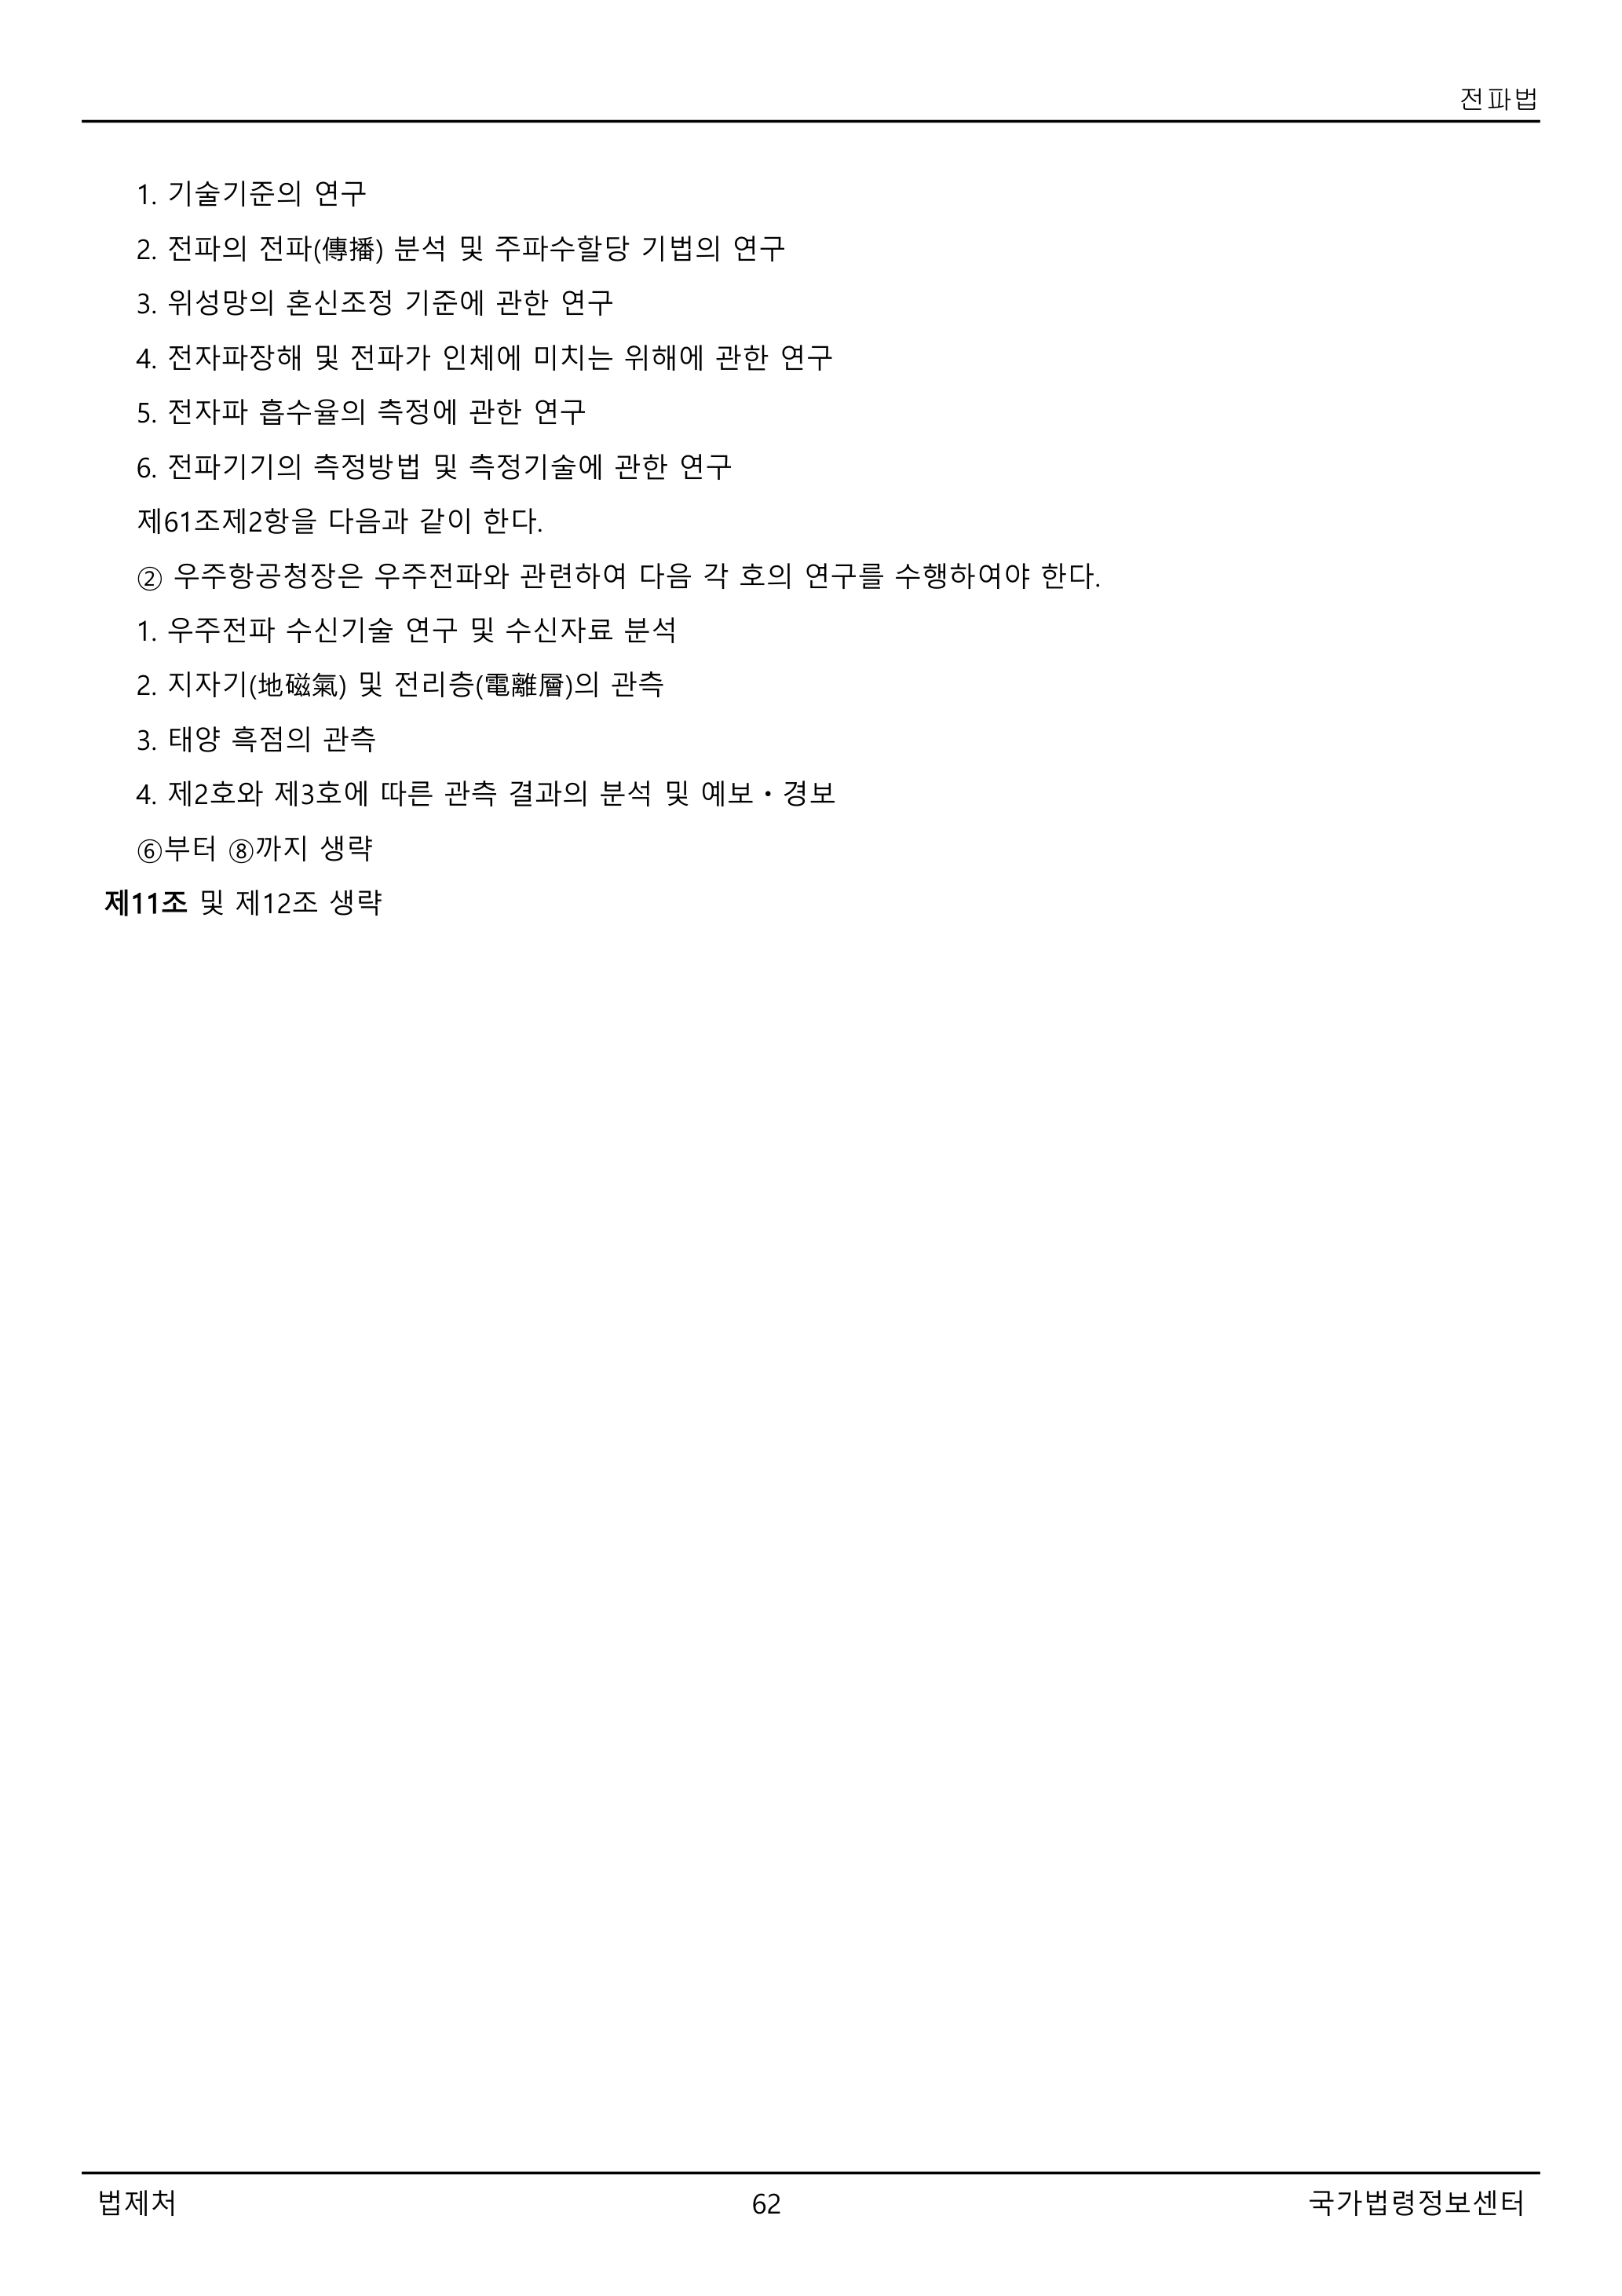 전파법
1. 기술기준의 연구
2. 전파의 전파(傳播) 분석 및 주파수할당 기법의 연구
3. 위성망의 혼신조정 기준에 관한 연구
4. 전자파장해 및 전파가 인체에 미치는 위해에 관한 연구
5. 전자파 흡수율의 측정에 관한 연구
6. 전파기기의 측정방법 및 측정기술에 관한 연구
제61조제2항을 다음과 같이 한다.
② 우주항공청장은 우주전파와 관련하여 다음 각 호의 연구를 수행하여야 한다.
1. 우주전파 수신기술 연구 및 수신자료 분석
2. 지자기(地磁氣) 및 전리층(電離層)의 관측
3. 태양 흑점의 관측
4. 제2호와 제3호에 따른 관측 결과의 분석 및 예보ㆍ경보
⑥부터 ⑧까지 생략
제11조 및 제12조 생략
법제처 62 국가법령정보센터